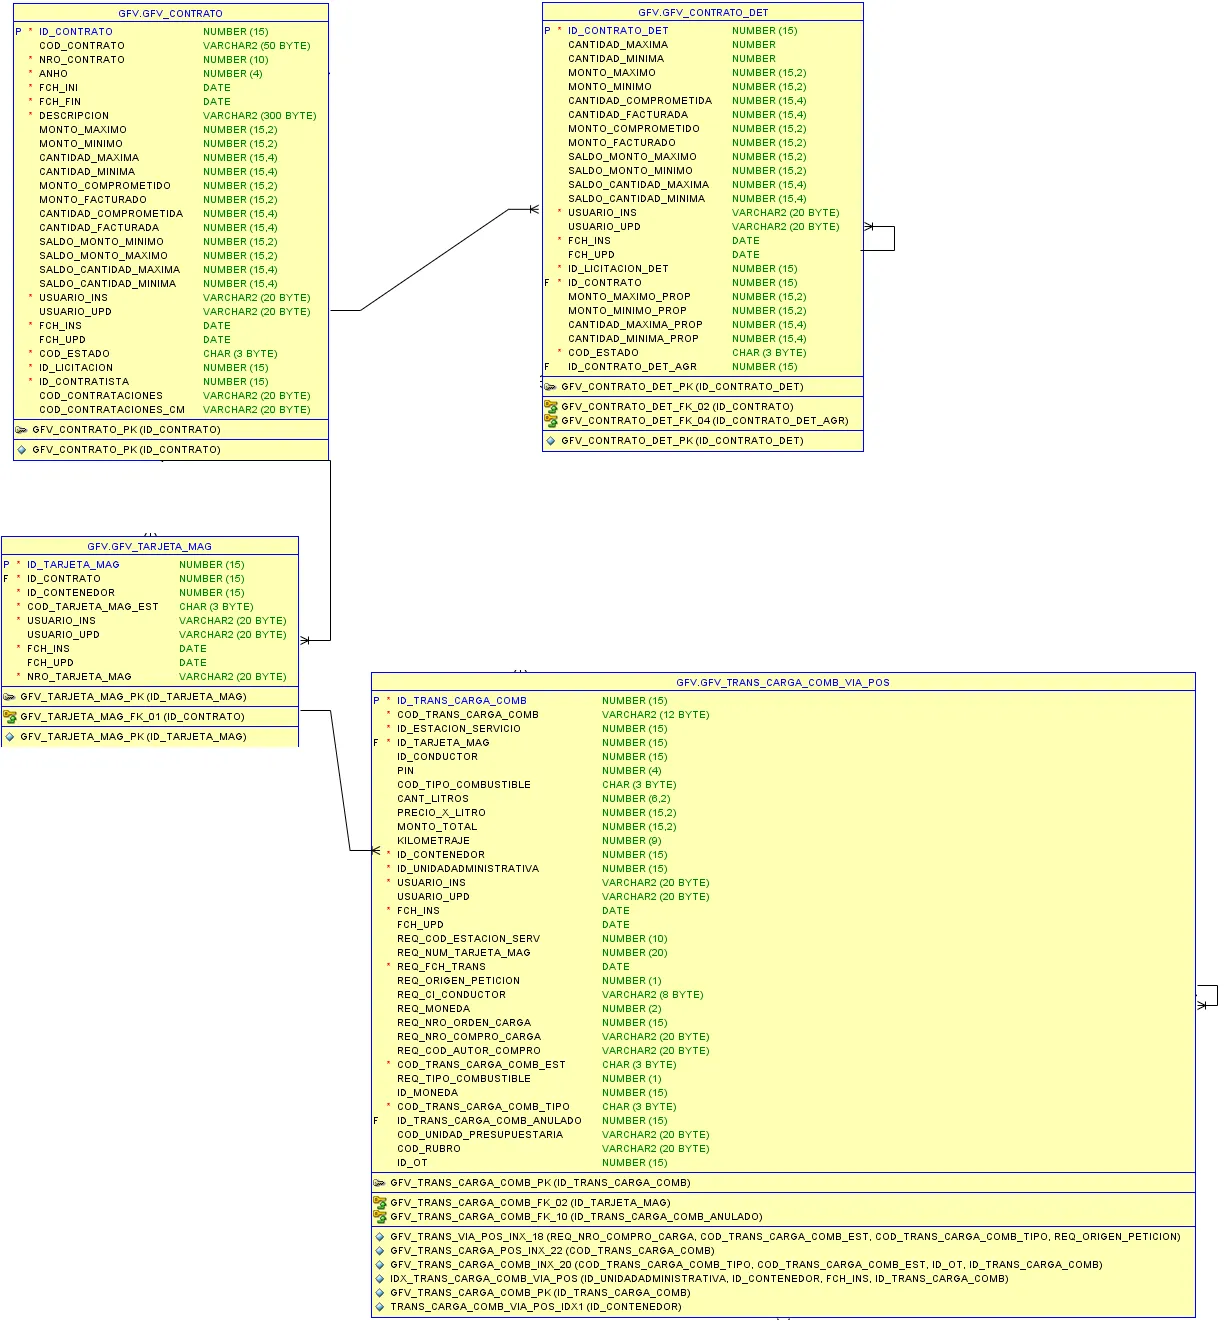 GFV.GFV_CONTRATO
P * ID_CONTRATO NUMBER (15)
COD_CONTRATO VARCHAR2 (50 BYTE)
* NRO_CONTRATO NUMBER (10)
* ANHO NUMBER (4)
* FCH_INI DATE
* FCH_FIN DATE
* DESCRIPCION VARCHAR2 (300 BYTE)
MONTO_MAXIMO NUMBER (15,2)
MONTO_MINIMO NUMBER (15,2)
CANTIDAD_MAXIMA NUMBER (15,4)
CANTIDAD_MINIMA NUMBER (15,4)
MONTO_COMPROMETIDO NUMBER (15,2)
MONTO_FACTURADO NUMBER (15,2)
CANTIDAD_COMPROMETIDA NUMBER (15,4)
CANTIDAD_FACTURADA NUMBER (15,4)
SALDO_MONTO_MINIMO NUMBER (15,2)
SALDO_MONTO_MAXIMO NUMBER (15,2)
SALDO_CANTIDAD_MAXIMA NUMBER (15,4)
SALDO_CANTIDAD_MINIMA NUMBER (15,4)
* USUARIO_INS VARCHAR2 (20 BYTE)
USUARIO_UPD VARCHAR2 (20 BYTE)
* FCH_INS DATE
FCH_UPD DATE
* COD_ESTADO CHAR (3 BYTE)
* ID_LICITACION NUMBER (15)
* ID_CONTRATISTA NUMBER (15)
COD_CONTRATACIONES VARCHAR2 (20 BYTE)
COD_CONTRATACIONES_CM VARCHAR2 (20 BYTE)
GFV_CONTRATO_PK (ID_CONTRATO)
GFV_CONTRATO_PK (ID_CONTRATO)
GFV.GFV_CONTRATO_DET
P * ID_CONTRATO_DET NUMBER (15)
CANTIDAD_MAXIMA NUMBER
CANTIDAD_MINIMA NUMBER
MONTO_MAXIMO NUMBER (15,2)
MONTO_MINIMO NUMBER (15,2)
CANTIDAD_COMPROMETIDA NUMBER (15,4)
CANTIDAD_FACTURADA NUMBER (15,4)
MONTO_COMPROMETIDO NUMBER (15,2)
MONTO_FACTURADO NUMBER (15,2)
SALDO_MONTO_MAXIMO NUMBER (15,2)
SALDO_MONTO_MINIMO NUMBER (15,2)
SALDO_CANTIDAD_MAXIMA NUMBER (15,4)
SALDO_CANTIDAD_MINIMA NUMBER (15,4)
* USUARIO_INS VARCHAR2 (20 BYTE)
USUARIO_UPD VARCHAR2 (20 BYTE)
* FCH_INS DATE
FCH_UPD DATE
* ID_LICITACION_DET NUMBER (15)
F * ID_CONTRATO NUMBER (15)
MONTO_MAXIMO_PROP NUMBER (15,2)
MONTO_MINIMO_PROP NUMBER (15,2)
CANTIDAD_MAXIMA_PROP NUMBER (15,4)
CANTIDAD_MINIMA_PROP NUMBER (15,4)
* COD_ESTADO CHAR (3 BYTE)
F ID_CONTRATO_DET_AGR NUMBER (15)
GFV_CONTRATO_DET_PK (ID_CONTRATO_DET)
GFV_CONTRATO_DET_FK_02 (ID_CONTRATO)
GFV_CONTRATO_DET_FK_04 (ID_CONTRATO_DET_AGR)
GFV_CONTRATO_DET_PK (ID_CONTRATO_DET)
GFV.GFV_TARJETA_MAG
P * ID_TARJETA_MAG NUMBER (15)
F * ID_CONTRATO NUMBER (15)
* ID_CONTENEDOR NUMBER (15)
* COD_TARJETA_MAG_EST CHAR (3 BYTE)
* USUARIO_INS VARCHAR2 (20 BYTE)
USUARIO_UPD VARCHAR2 (20 BYTE)
* FCH_INS DATE
FCH_UPD DATE
* NRO_TARJETA_MAG VARCHAR2 (20 BYTE)
GFV_TARJETA_MAG_PK (ID_TARJETA_MAG)
GFV_TARJETA_MAG_FK_01 (ID_CONTRATO)
GFV_TARJETA_MAG_PK (ID_TARJETA_MAG)
GFV.GFV_TRANS_CARGA_COMB_VIA_POS
P * ID_TRANS_CARGA_COMB NUMBER (15)
* COD_TRANS_CARGA_COMB VARCHAR2 (12 BYTE)
* ID_ESTACION_SERVICIO NUMBER (15)
F * ID_TARJETA_MAG NUMBER (15)
ID_CONDUCTOR NUMBER (15)
PIN NUMBER (4)
COD_TIPO_COMBUSTIBLE CHAR (3 BYTE)
CANT_LITROS NUMBER (6,2)
PRECIO_X_LITRO NUMBER (15,2)
MONTO_TOTAL NUMBER (15,2)
KILOMETRAJE NUMBER (9)
* ID_CONTENEDOR NUMBER (15)
* ID_UNIDADADMINISTRATIVA NUMBER (15)
* USUARIO_INS VARCHAR2 (20 BYTE)
USUARIO_UPD VARCHAR2 (20 BYTE)
* FCH_INS DATE
FCH_UPD DATE
REQ_COD_ESTACION_SERV NUMBER (10)
REQ_NUM_TARJETA_MAG NUMBER (20)
* REQ_FCH_TRANS DATE
REQ_ORIGEN_PETICION NUMBER (1)
REQ_CI_CONDUCTOR VARCHAR2 (8 BYTE)
REQ_MONEDA NUMBER (2)
REQ_NRO_ORDEN_CARGA NUMBER (15)
REQ_NRO_COMPRO_CARGA VARCHAR2 (20 BYTE)
REQ_COD_AUTOR_COMPRO VARCHAR2 (20 BYTE)
* COD_TRANS_CARGA_COMB_EST CHAR (3 BYTE)
REQ_TIPO_COMBUSTIBLE NUMBER (1)
ID_MONEDA NUMBER (15)
* COD_TRANS_CARGA_COMB_TIPO CHAR (3 BYTE)
F ID_TRANS_CARGA_COMB_ANULADO NUMBER (15)
COD_UNIDAD_PRESUPUESTARIA VARCHAR2 (20 BYTE)
COD_RUBRO VARCHAR2 (20 BYTE)
ID_OT NUMBER (15)
GFV_TRANS_CARGA_COMB_PK (ID_TRANS_CARGA_COMB)
GFV_TRANS_CARGA_COMB_FK_02 (ID_TARJETA_MAG)
GFV_TRANS_CARGA_COMB_FK_10 (ID_TRANS_CARGA_COMB_ANULADO)
GFV_TRANS_VIA_POS_INX_18 (REQ_NRO_COMPRO_CARGA, COD_TRANS_CARGA_COMB_EST, COD_TRANS_CARGA_COMB_TIPO, REQ_ORIGEN_PETICION)
GFV_TRANS_CARGA_POS_INX_22 (COD_TRANS_CARGA_COMB)
GFV_TRANS_CARGA_COMB_INX_20 (COD_TRANS_CARGA_COMB_TIPO, COD_TRANS_CARGA_COMB_EST, ID_OT, ID_TRANS_CARGA_COMB)
IDX_TRANS_CARGA_COMB_VIA_POS (ID_UNIDADADMINISTRATIVA, ID_CONTENEDOR, FCH_INS, ID_TRANS_CARGA_COMB)
GFV_TRANS_CARGA_COMB_PK (ID_TRANS_CARGA_COMB)
TRANS_CARGA_COMB_VIA_POS_IDX1 (ID_CONTENEDOR)